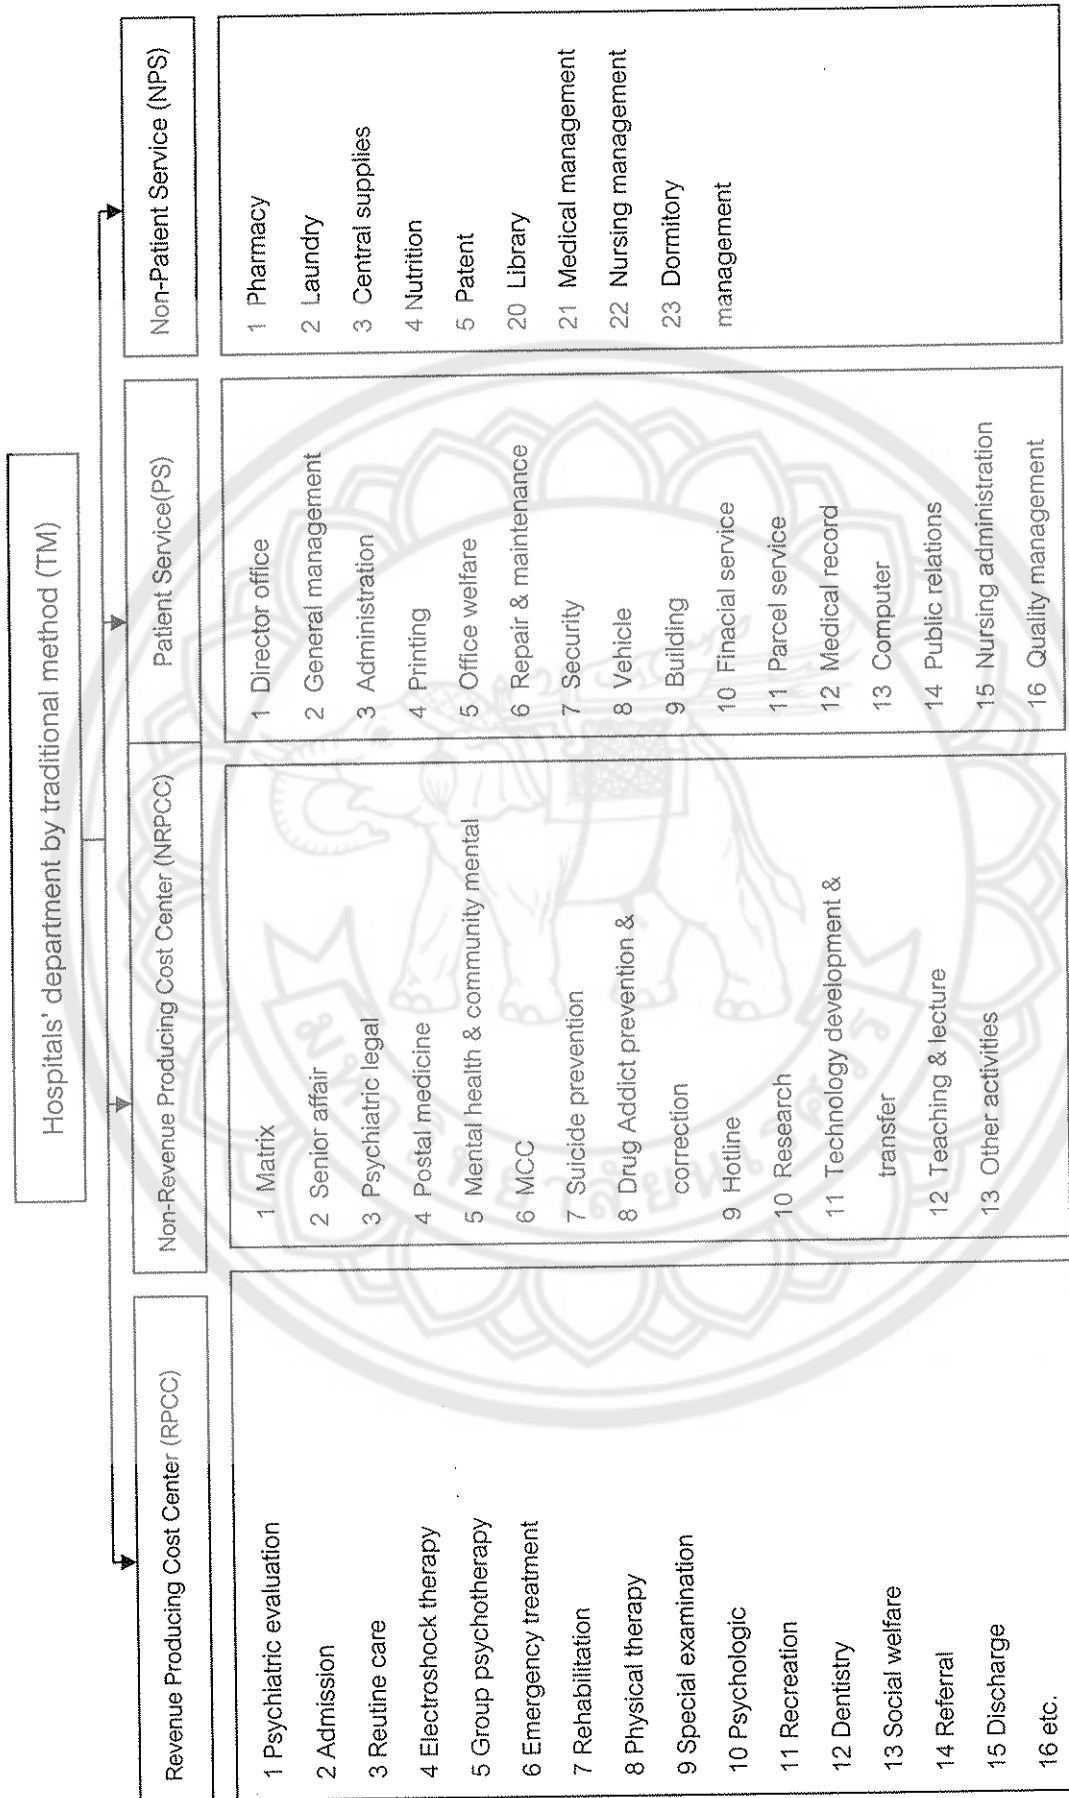 Hospitals' department by traditional method (TM)
Revenue Producing Cost Center (RPCC)
1 Psychiatric evaluation
2 Admission
3 Reutine care
4 Electroshock therapy
5 Group psychotherapy
6 Emergency treatment
7 Rehabilitation
8 Physical therapy
9 Special examination
10 Psychologic
11 Recreation
12 Dentistry
13 Social welfare
14 Referral
15 Discharge
16 etc.
Non-Revenue Producing Cost Center (NRPCC)
1 Matrix
2 Senior affair
3 Psychiatric legal
4 Postal medicine
5 Mental health & community mental
6 MCC
7 Suicide prevention
8 Drug Addict prevention &
correction
9 Hotline
10 Research
11 Technology development &
transfer
12 Teaching & lecture
13 Other activities
Patient Service(PS)
1 Director office
2 General management
3 Administration
4 Printing
5 Office welfare
6 Repair & maintenance
7 Security
8 Vehicle
9 Building
10 Finacial service
11 Parcel service
12 Medical record
13 Computer
14 Public relations
15 Nursing administration
16 Quality management
Non-Patient Service (NPS)
1 Pharmacy
2 Laundry
3 Central supplies
4 Nutrition
5 Patent
20 Library
21 Medical management
22 Nursing management
23 Dormitory
management